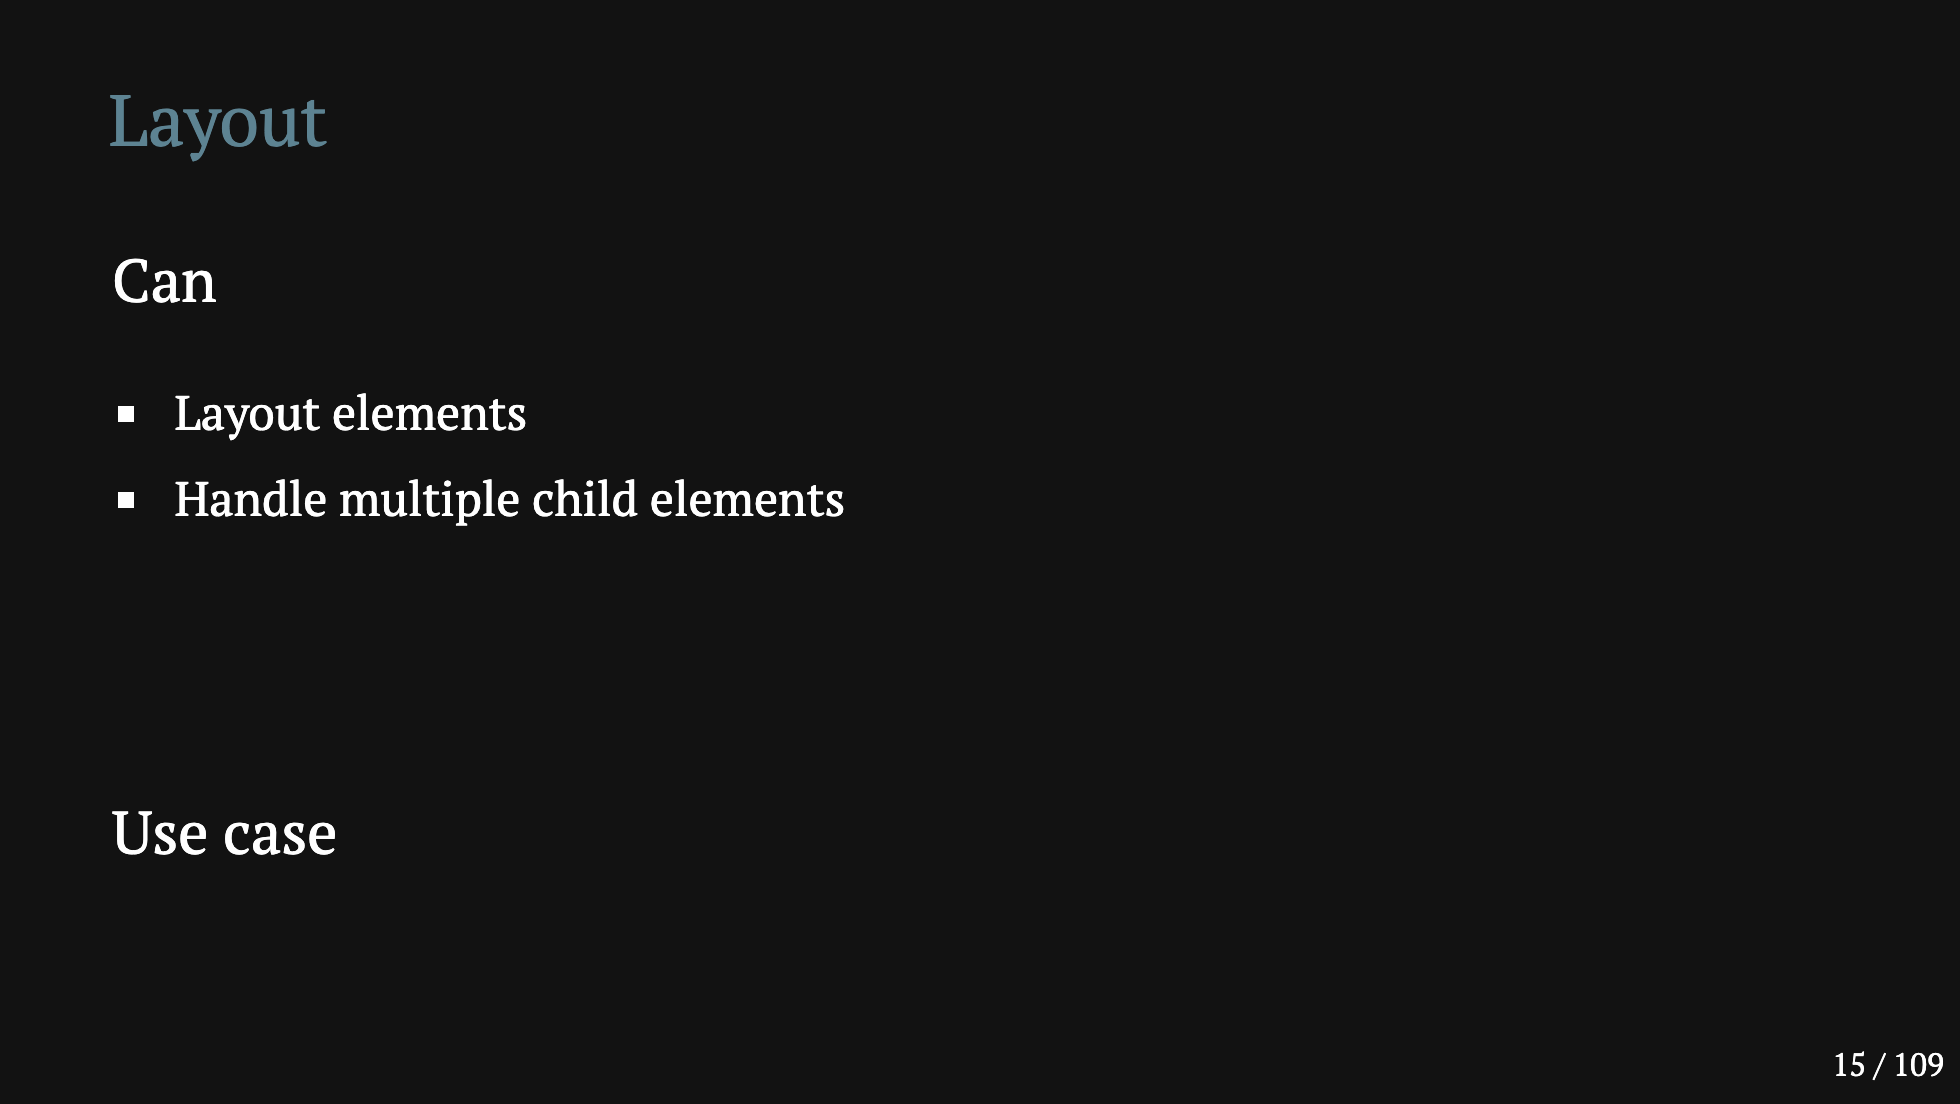 Layout
Can
Layout elements
Handle multiple child elements
Use case
15 / 109